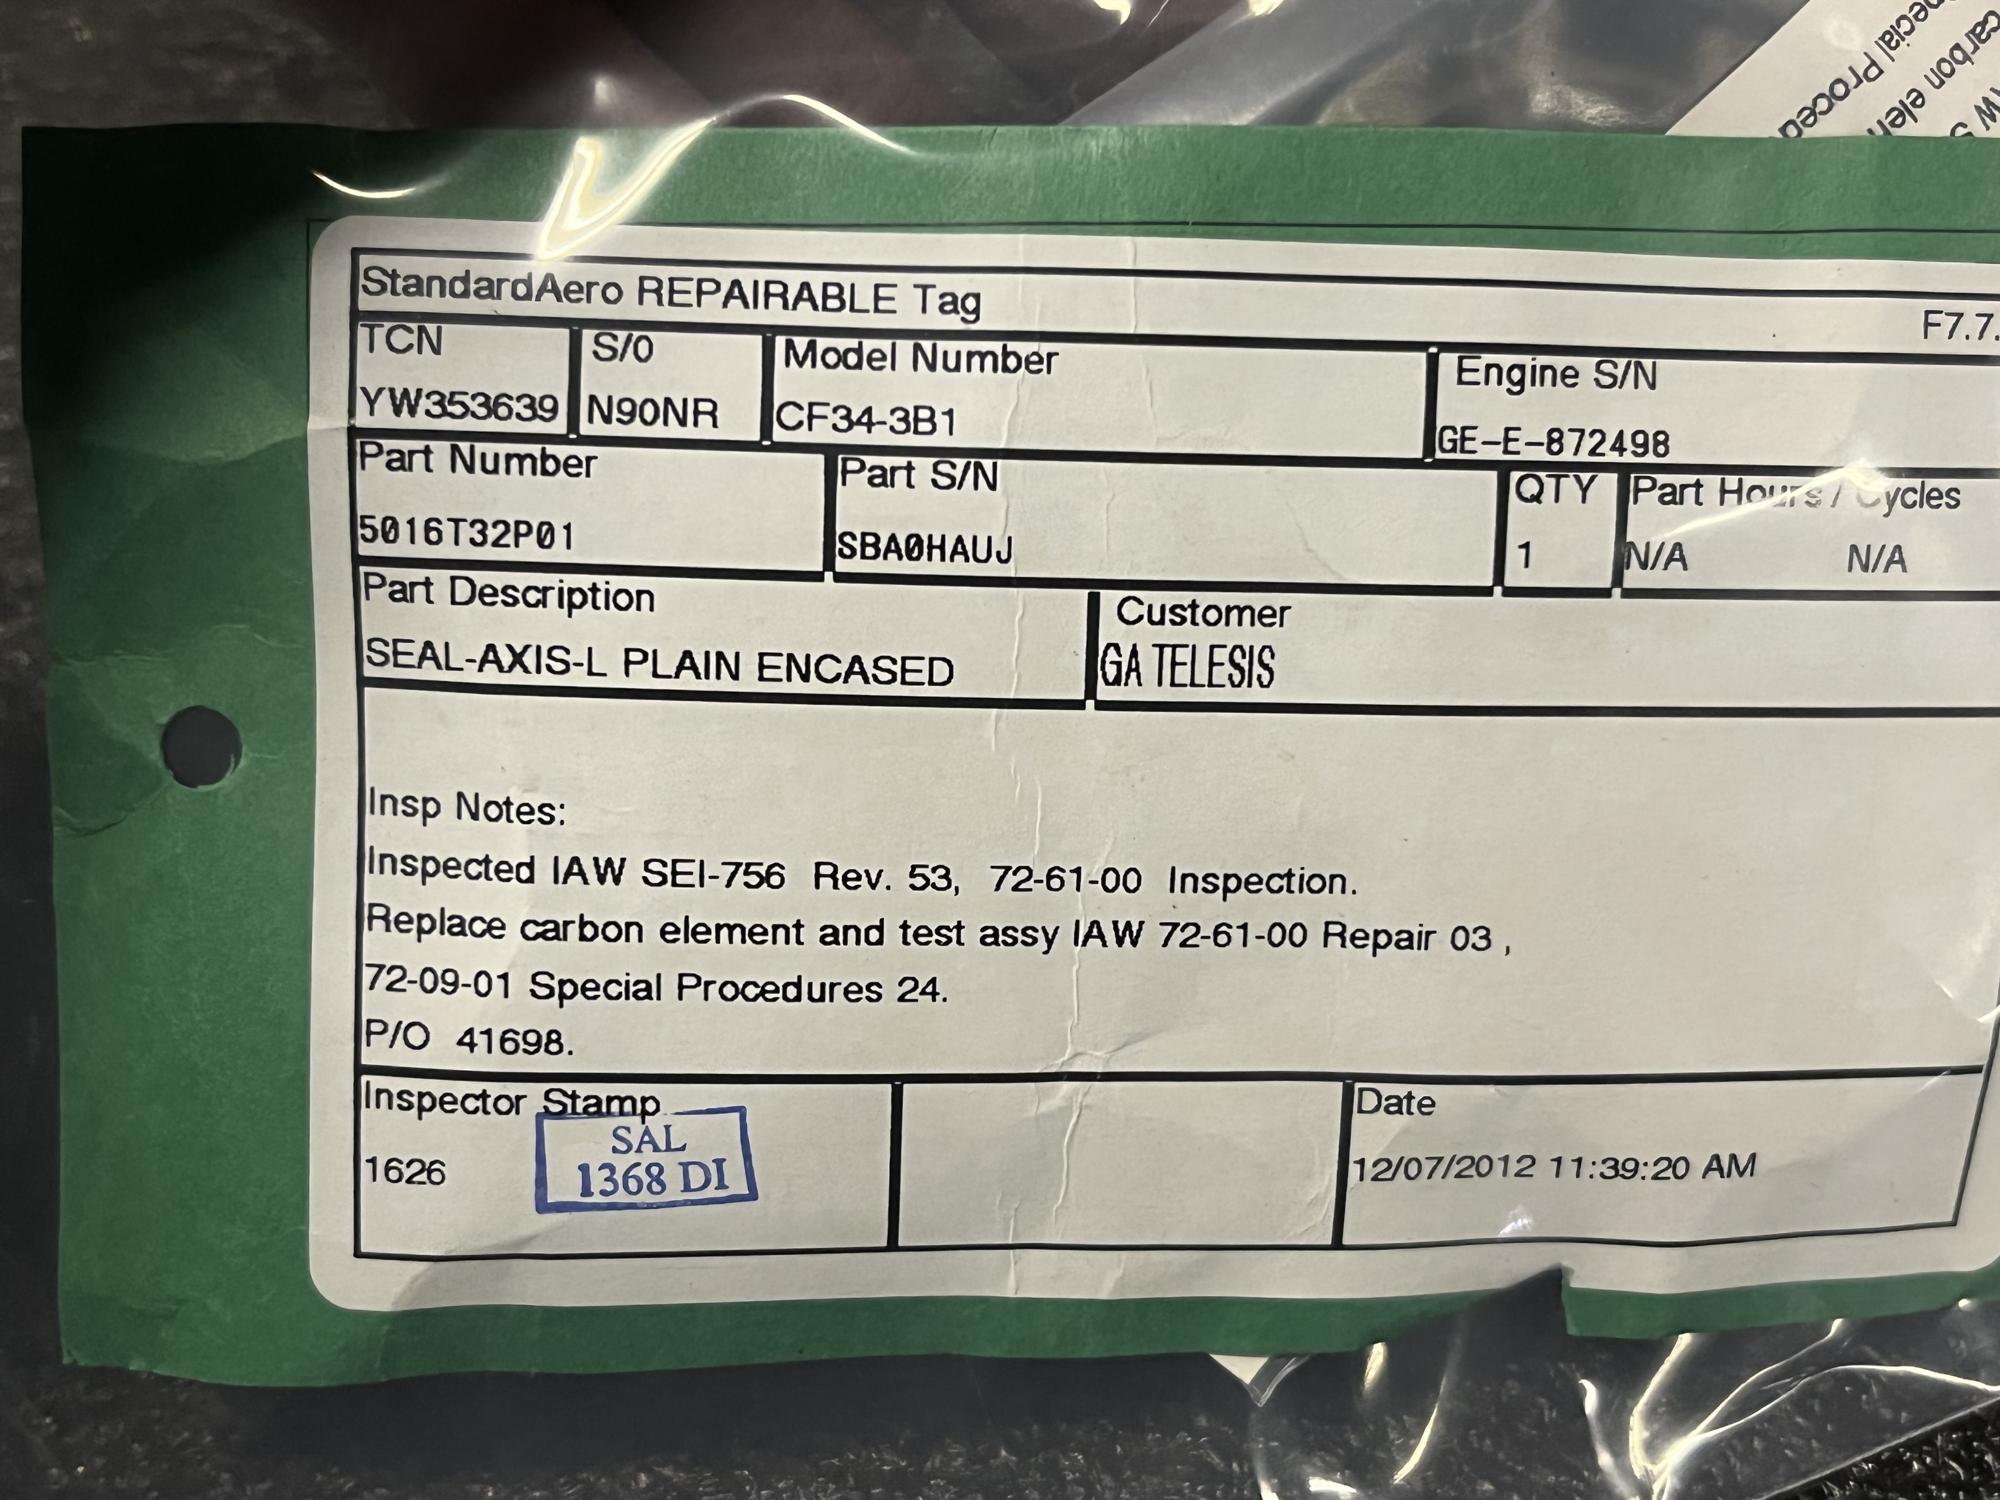 StandardAero REPAIRABLE Tag F7.7.
TCN S/O Model Number Engine S/N
YW353639 N90NR CF34-3B1 GE-E-872498
Part Number Part S/N QTY Part Hours / Cycles
5016T32P01 SBA0HAUJ 1 N/A N/A
Part Description Customer
SEAL-AXIS-L PLAIN ENCASED GA TELESIS
Insp Notes:
Inspected IAW SEI-756 Rev. 53, 72-61-00 Inspection.
Replace carbon element and test assy IAW 72-61-00 Repair 03 ,
72-09-01 Special Procedures 24.
P/O 41698.
Inspector Stamp Date
SAL
1626 1368 DI 12/07/2012 11:39:20 AM
carbon